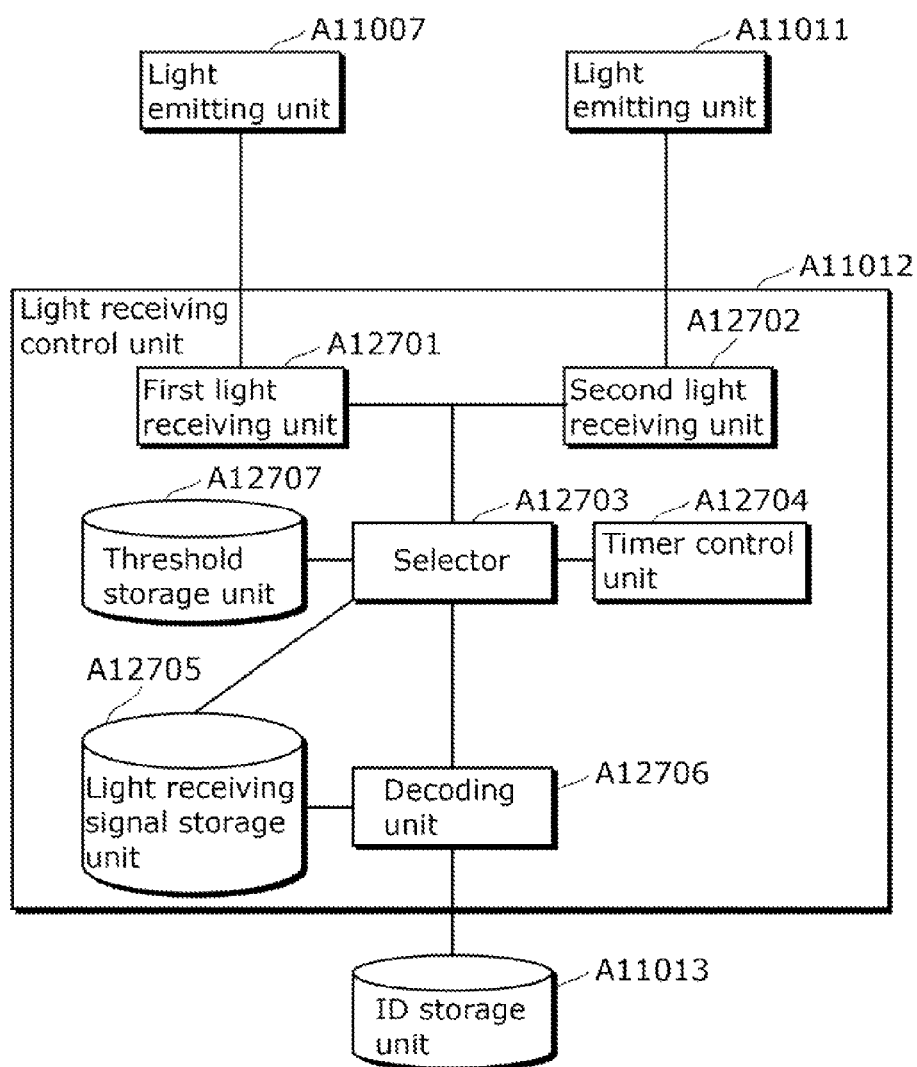 A11007
A11011
Light
emitting unit
Light
emitting unit
A11012
Light receiving
control unit
A12701
A12702
First light
receiving unit
Second light
receiving unit
A12707
A12703
A12704
Threshold
storage unit
Selector
Timer control
unit
A12705
A12706
Light receiving
signal storage
unit
Decoding
unit
A11013
ID storage
unit